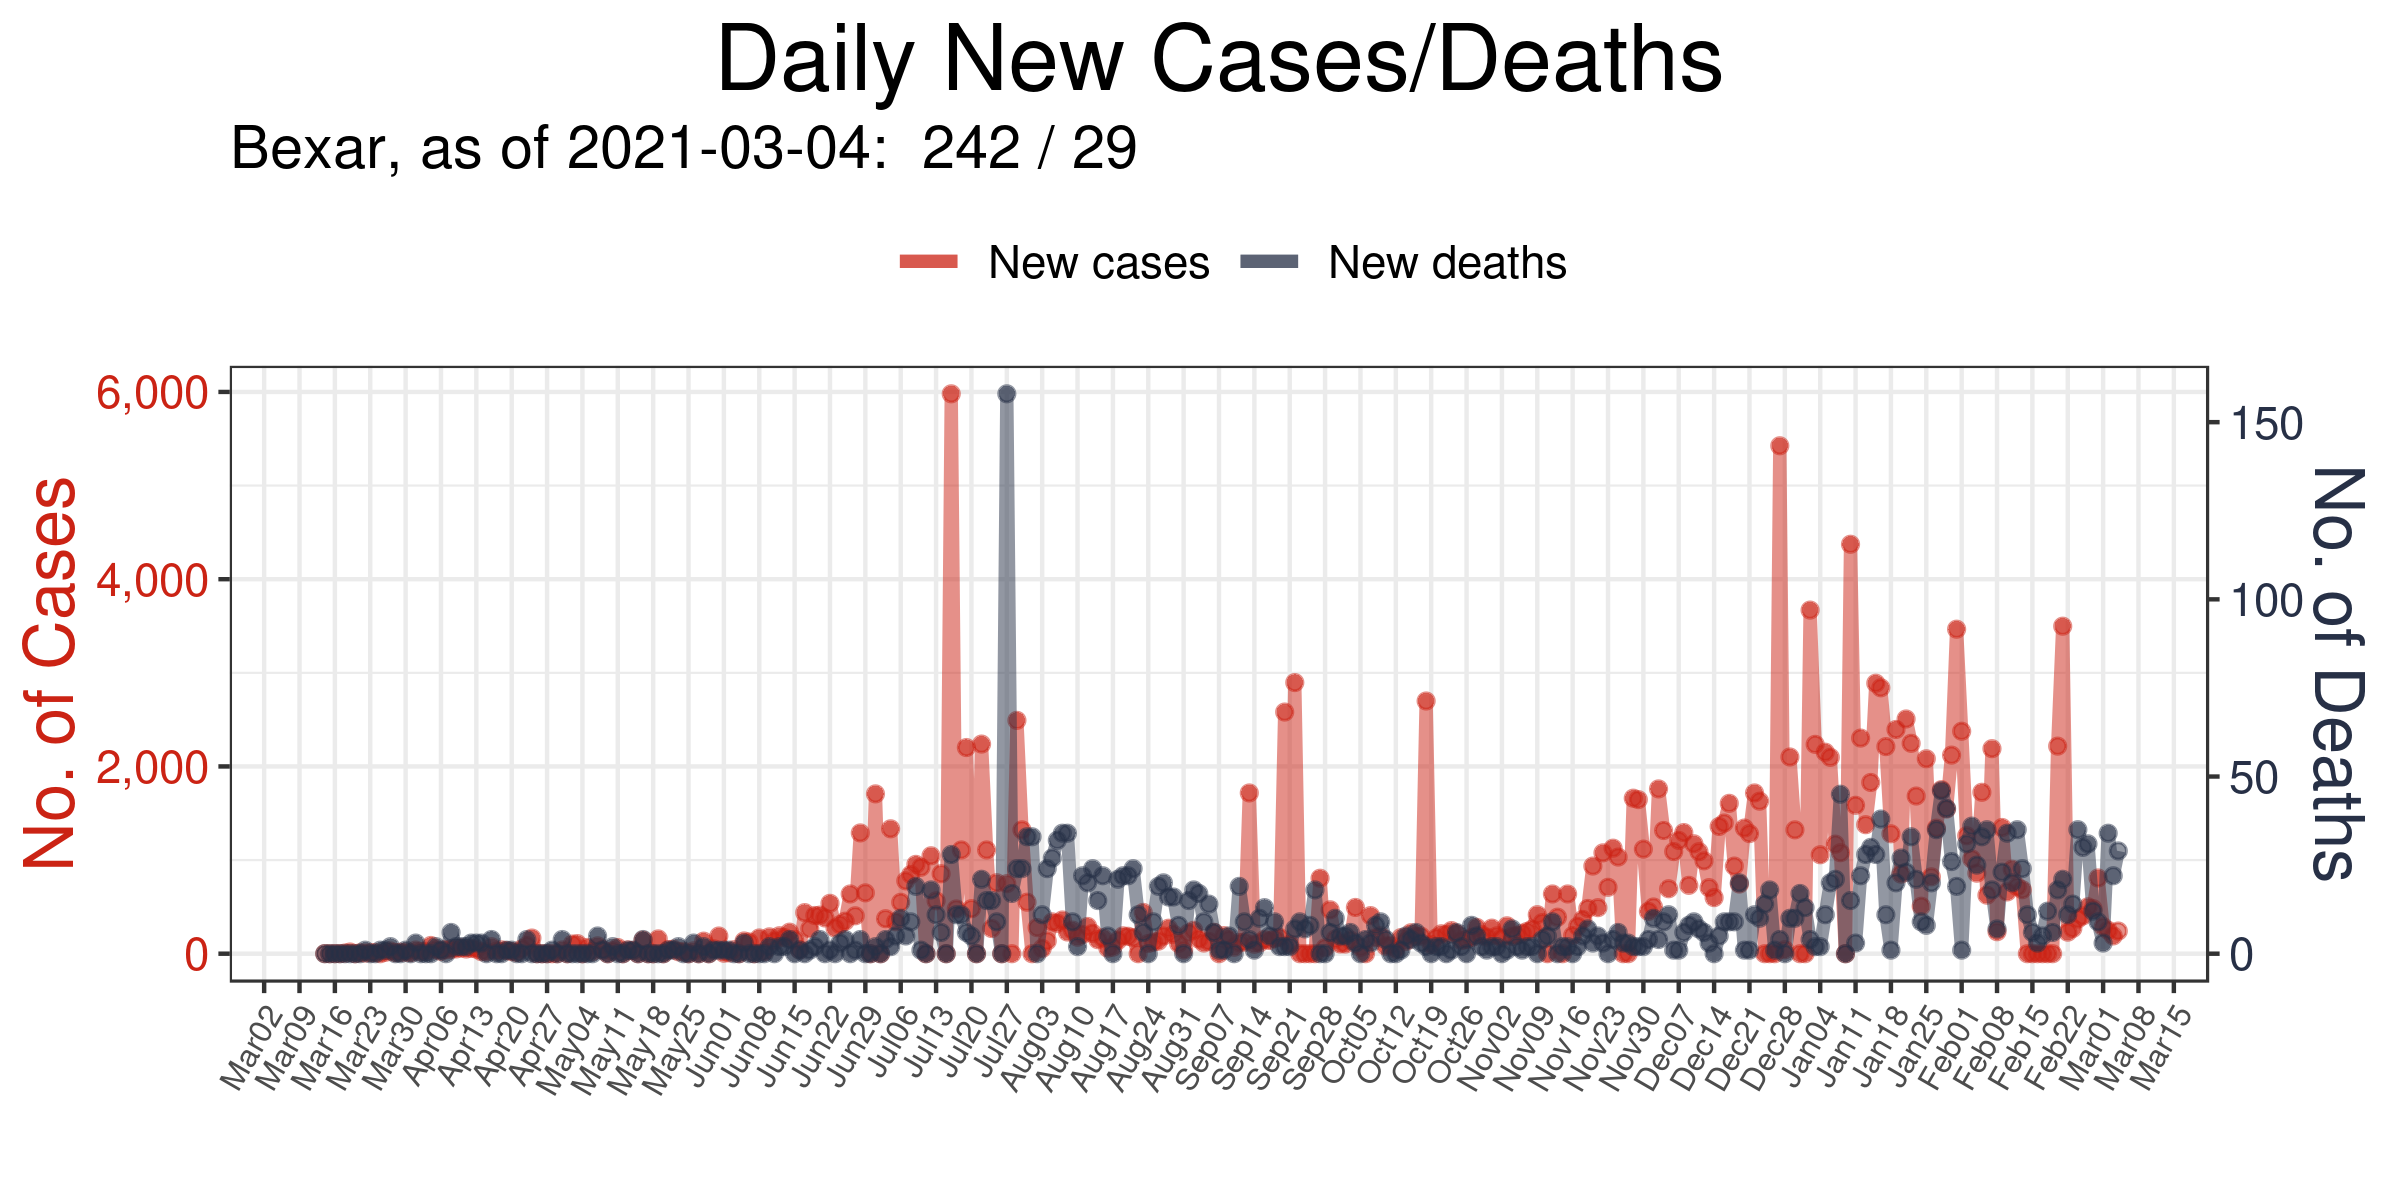 Daily New Cases/Deaths
Bexar, as of 2021-03-04:  242 / 29
New cases
New deaths
No. of Cases
6,000
4,000
2,000
0
150
100
50
0
No. of Deaths
Mar02
Mar09
Mar16
Mar23
Mar30
Apr06
Apr13
Apr20
Apr27
May04
May11
May18
May25
Jun01
Jun08
Jun15
Jun22
Jun29
Jul06
Jul13
Jul20
Jul27
Aug03
Aug10
Aug17
Aug24
Aug31
Sep07
Sep14
Sep21
Sep28
Oct05
Oct12
Oct19
Oct26
Nov02
Nov09
Nov16
Nov23
Nov30
Dec07
Dec14
Dec21
Dec28
Dec04
Jan11
Jan18
Jan25
Feb01
Feb08
Feb15
Feb22
Mar01
Mar08
Mar15